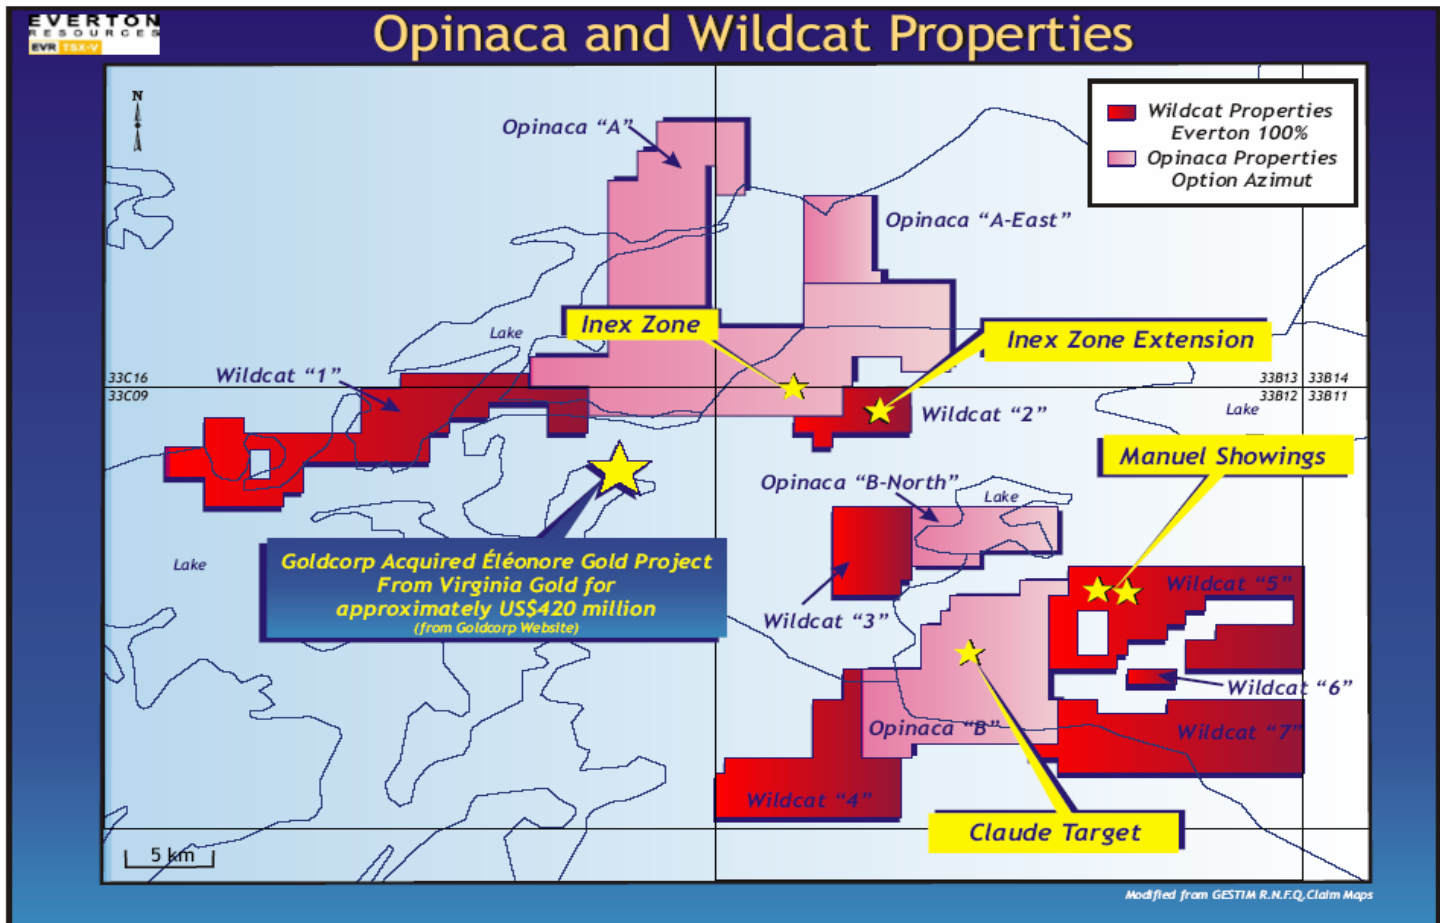 EVERTON
RESOURCES
EVR TSX-V
Opinaca and Wildcat Properties
N
Wildcat Properties
Everton 100%
Opinaca Properties
Option Azimut
Opinaca “A”
Opinaca “A-East”
Inex Zone
Lake
Inex Zone Extension
Wildcat “1”
33C16
33C09
33B13
33B14
33B12
33B11
Lake
Wildcat “2”
Manuel Showings
Opinaca “B-North”
Lake
Goldcorp Acquired Éléonore Gold Project
From Virginia Gold for
approximately US$420 million
(from Goldcorp Website)
Lake
Wildcat “5”
Wildcat “3”
Wildcat “6”
Opinaca “B”
Wildcat “7”
Wildcat “4”
Claude Target
5 km
Modified from GESTIM R.N.F.Q.Claim Maps